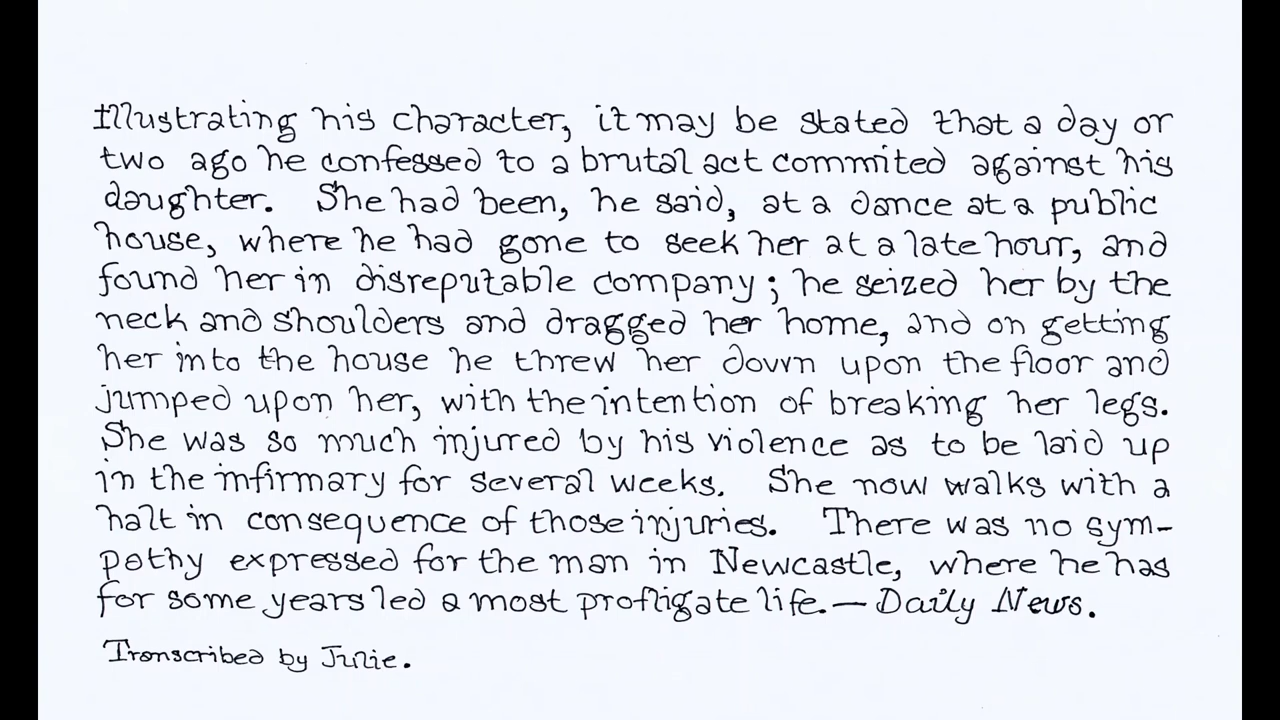 Illustrating his character, it may be stated that a day or
two ago he confessed to a brutal act commited against his
daughter. She had been, he said, at a dance at a public
house, where he had gone to seek her at a late hour, and
found her in disreputable company; he seized her by the
neck and shoulders and dragged her home, and on getting
her into the house he threw her down upon the floor and
jumped upon her, with the intention of breaking her legs.
She was so much injured by his violence as to be laid up
in the infirmary for several weeks. She now walks with a
halt in consequence of those injuries. There was no sym-
pathy expressed for the man in Newcastle, where he has
for some years led a most profligate life.— Daily News.
Transcribed by Julie.